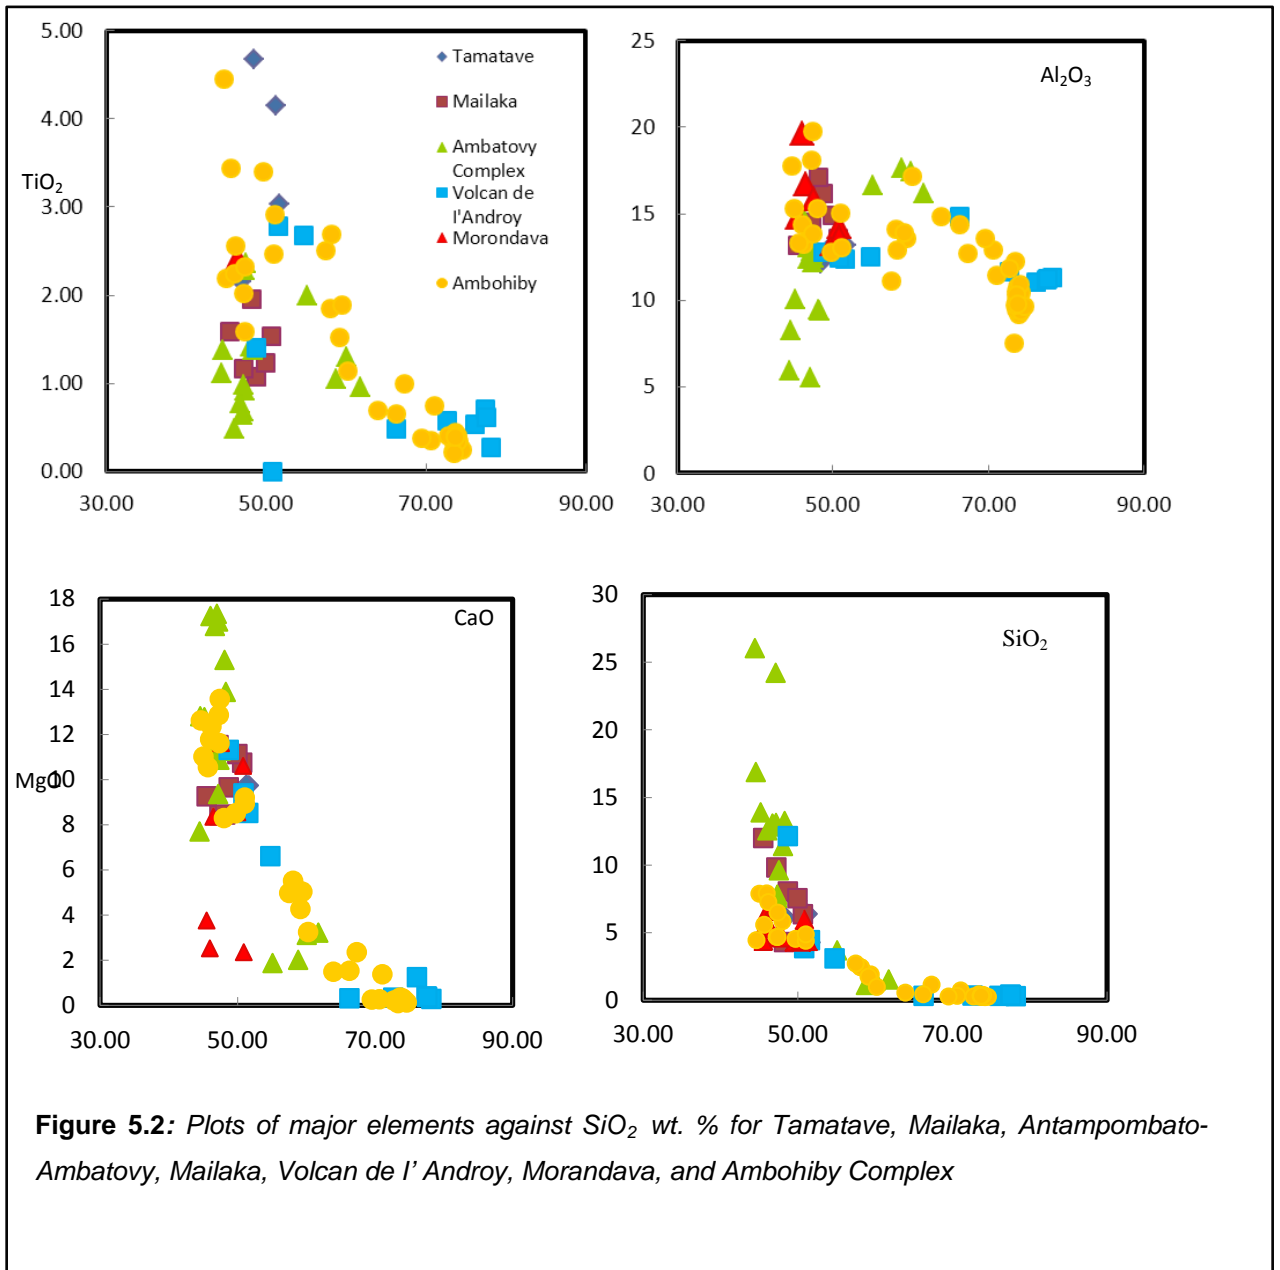 5.00
4.00
3.00
2.00
1.00
0.00
TiO₂
30.00 50.00 70.00 90.00
Tamatave
Mailaka
Ambatovy
Complex
Volcan de
l'Androy
Morondava
Ambohiby
25
20
15
10
5
0
Al₂O₃
30.00 50.00 70.00 90.00
18
16
14
12
10
8
6
4
2
0
MgO
CaO
30.00 50.00 70.00 90.00
30
25
20
15
10
5
0
SiO₂
30.00 50.00 70.00 90.00
Figure 5.2: Plots of major elements against SiO₂ wt. % for Tamatave, Mailaka, Antampombato-
Ambatovy, Mailaka, Volcan de l' Androy, Morandava, and Ambohiby Complex